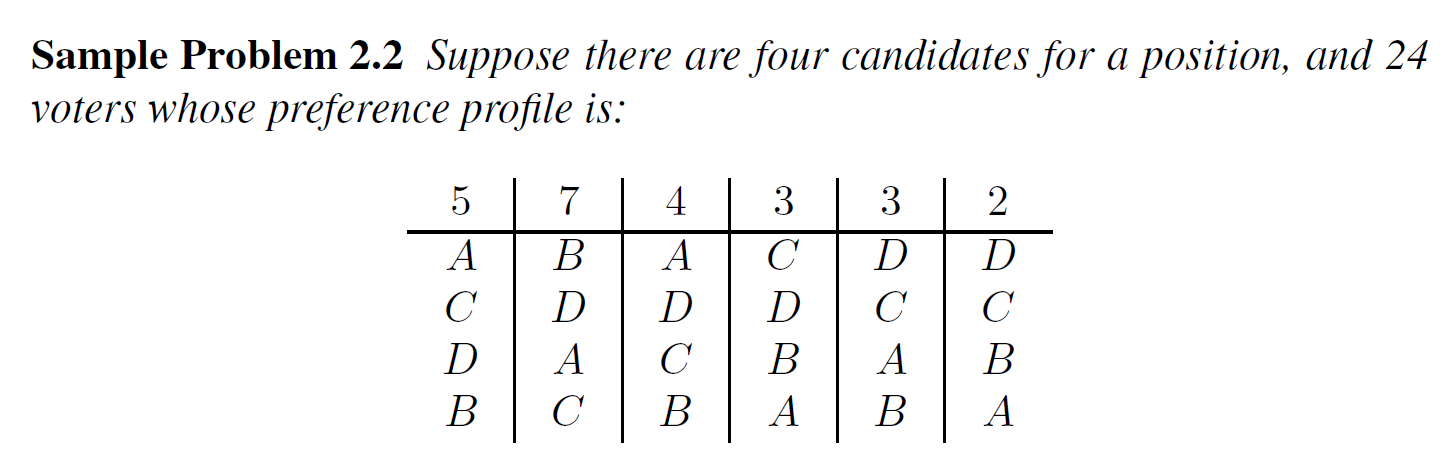 Sample Problem 2.2 Suppose there are four candidates for a position, and 24
voters whose preference profile is:
5 7 4 3 3 2
A B A C D D
C D D D C C
D A C B A B
B C B A B A